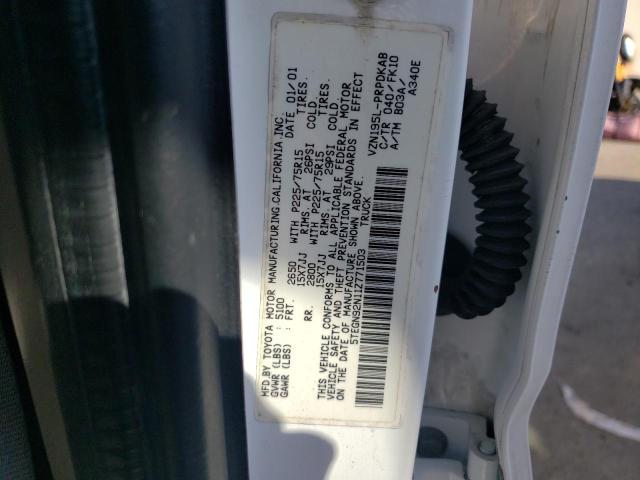 MFD.BY TOYOTA MOTOR MANUFACTURING.CALIFORNIA INC.
GVWR (LBS) : 5100 DATE 01/01
GAWR (LBS) : FRT. 2650 WITH P225/75R15 TIRES.
15X7JJ RIMS. AT 26PSI COLD.
RR. 2800 WITH P225/75R15 TIRES.
15X7JJ RIMS. AT 29PSI COLD.
THIS VEHICLE CONFORMS TO ALL APPLICABLE FEDERAL MOTOR
VEHICLE SAFETY AND THEFT PREVENTION STANDARDS IN EFFECT
ON THE DATE OF MANUFACTURE SHOWN ABOVE.
5TEGN92N11Z771503 TRUCK
VZN195L-PRPDKAB
C/TR 040/FK10
A/TM B03A/
A340E